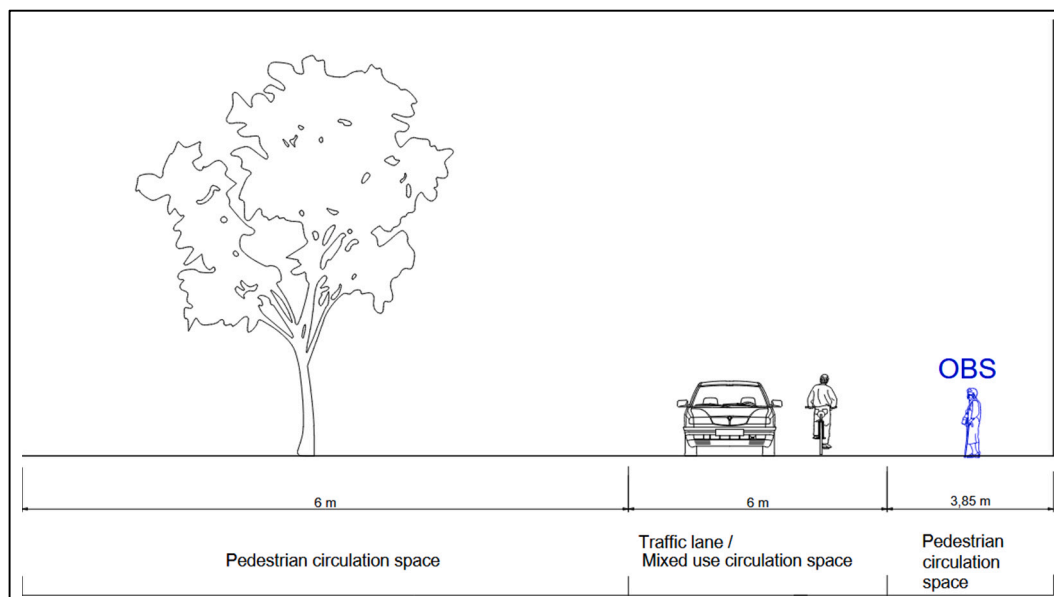 OBS
6 m
6 m
3,85 m
Pedestrian circulation space
Traffic lane /
Mixed use circulation space
Pedestrian
circulation
space